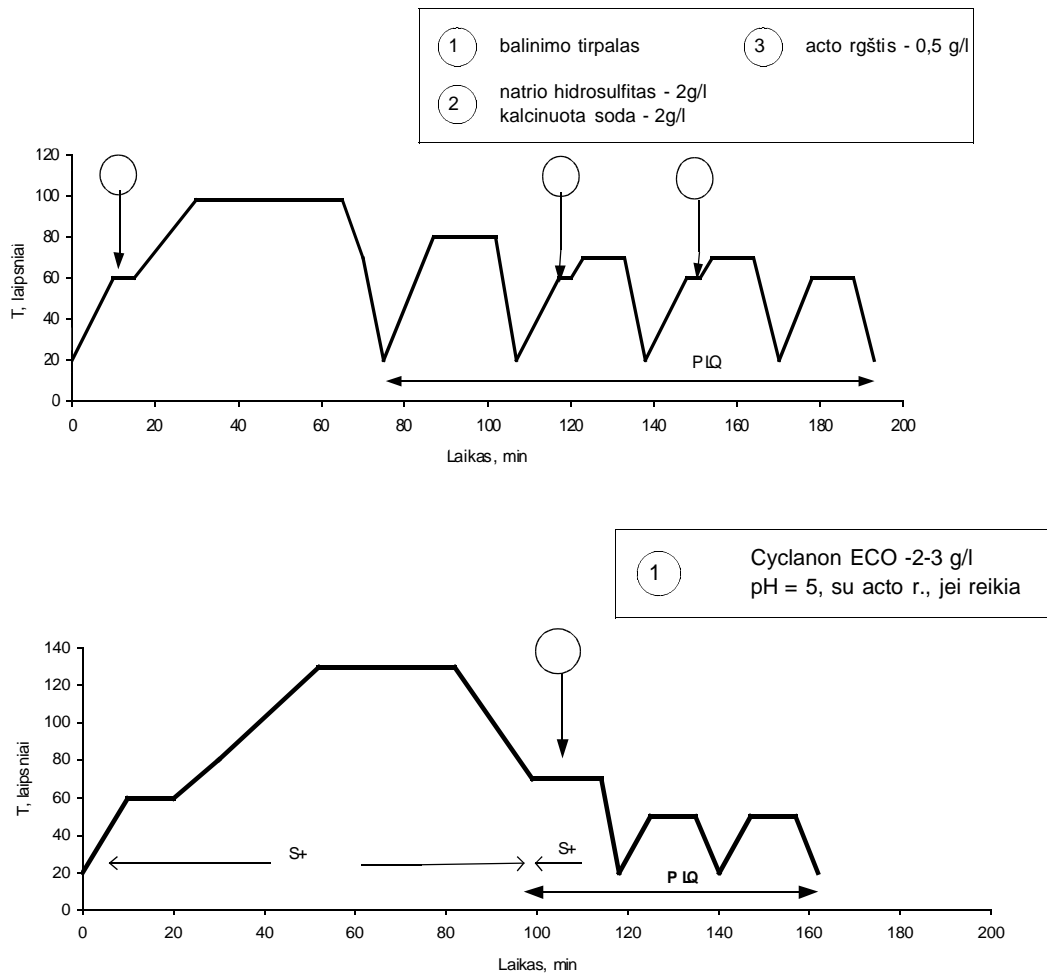 1 balinimo tirpalas 3 acto rgštis - 0,5 g/l
2 natrio hidrosulfitas - 2g/l
kalcinuota soda - 2g/l
T, laipsniai
120
100
80
60
40
20
0
PLQ
0 20 40 60 80 100 120 140 160 180 200
Laikas, min
1 Cyclanon ECO -2-3 g/l
pH = 5, su acto r., jei reikia
T, laipsniai
140
120
100
80
60
40
20
0
S+ S+
PLQ
0 20 40 60 80 100 120 140 160 180 200
Laikas, min